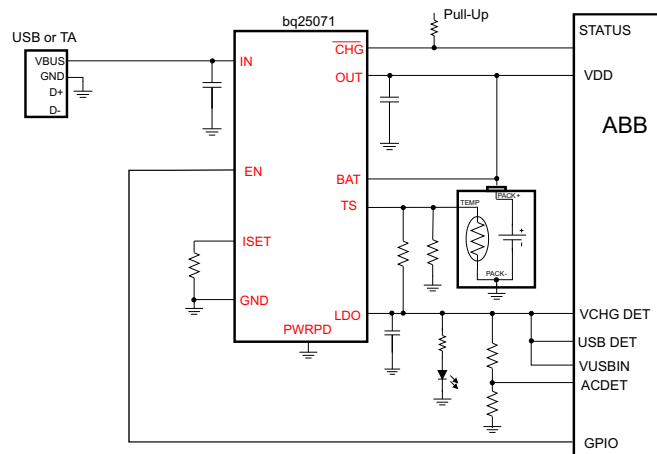 bq25071
Pull-Up
USB or TA
VBUS
GND
D+
D-
IN
CHG
OUT
EN
BAT
TS
ISET
GND
LDO
PWRPD
STATUS
VDD
ABB
TEMP
PACK+
+
-
PACK-
VCHG DET
USB DET
VUSBIN
ACDET
GPIO